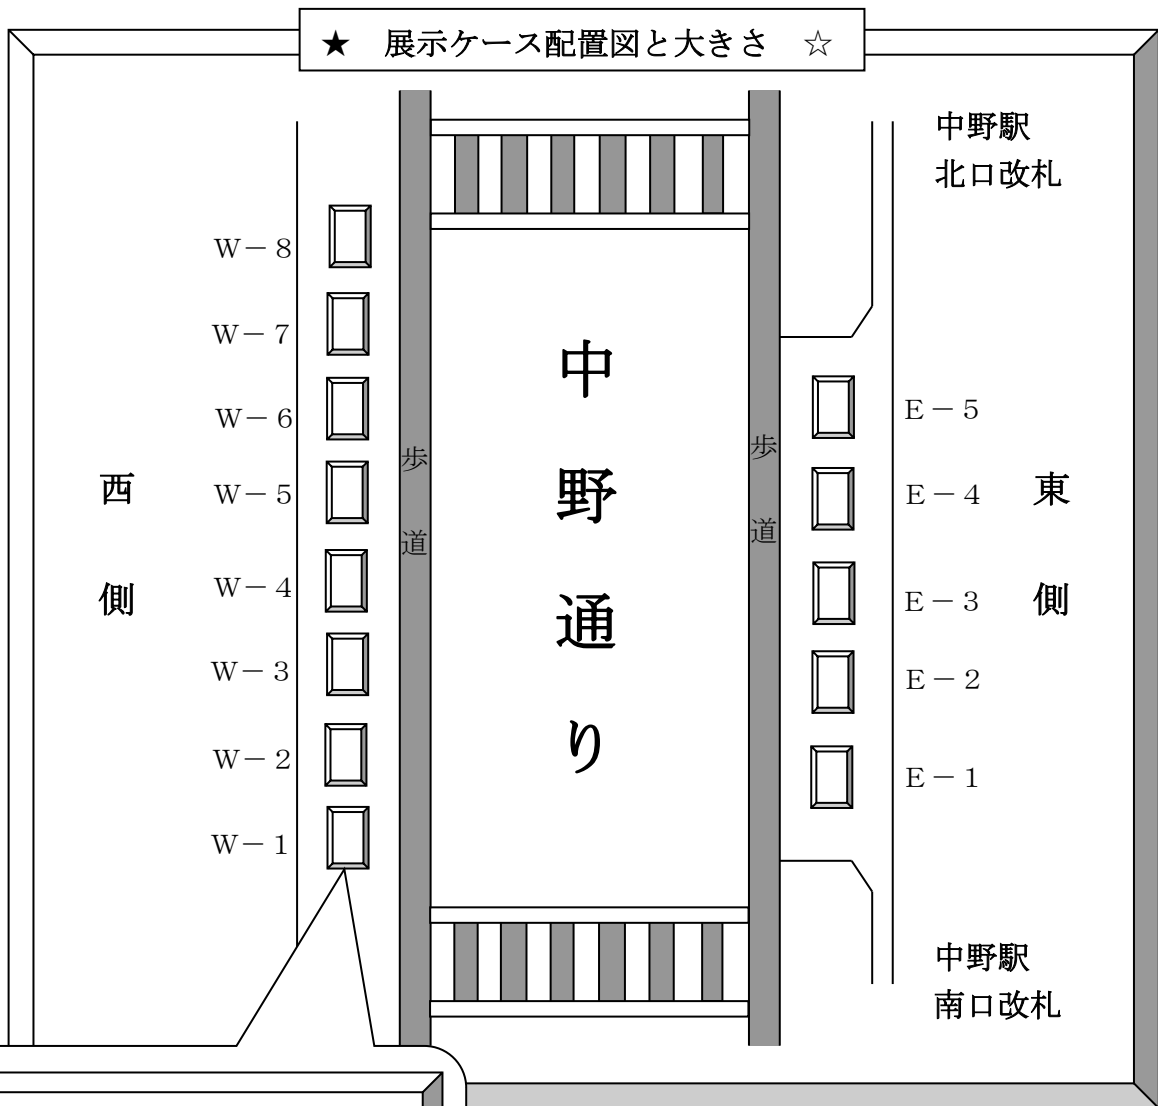 ★　展示ケース配置図と大きさ　☆
中野駅
北口改札
W－8
W－7
W－6
W－5
W－4
W－3
W－2
W－1
西側
歩道
中野通り
歩道
E－5
E－4
E－3
E－2
E－1
東側
中野駅
南口改札